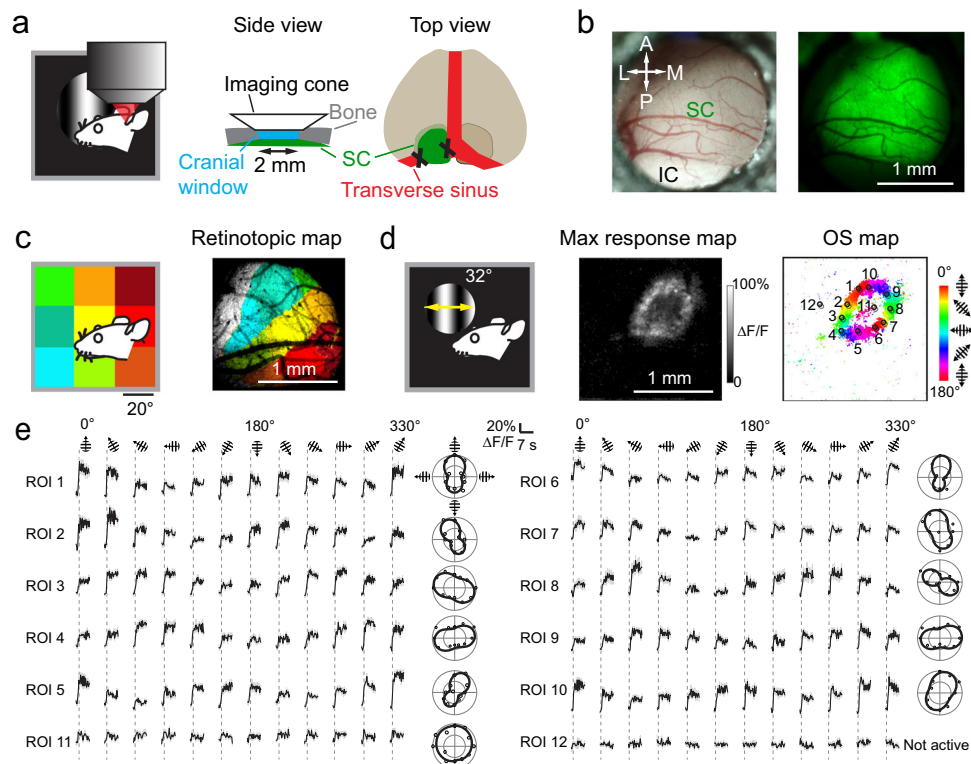 a
Side view
Top view
Imaging cone
Bone
Cranial
window
2 mm
SC
Transverse sinus
b
A
L M
P
SC
IC
1 mm
c
20°
Retinotopic map
1 mm
d
32°
Max response map
1 mm
100%
ΔF/F
0
OS map
10
1 9
2 11 8
12
3 7
4 6
5
0°
180°
e
0° 180° 330°
20%
ΔF/F 7 s
0° 180° 330°
ROI 1
ROI 2
ROI 3
ROI 4
ROI 5
ROI 11
ROI 6
ROI 7
ROI 8
ROI 9
ROI 10
ROI 12
Not active